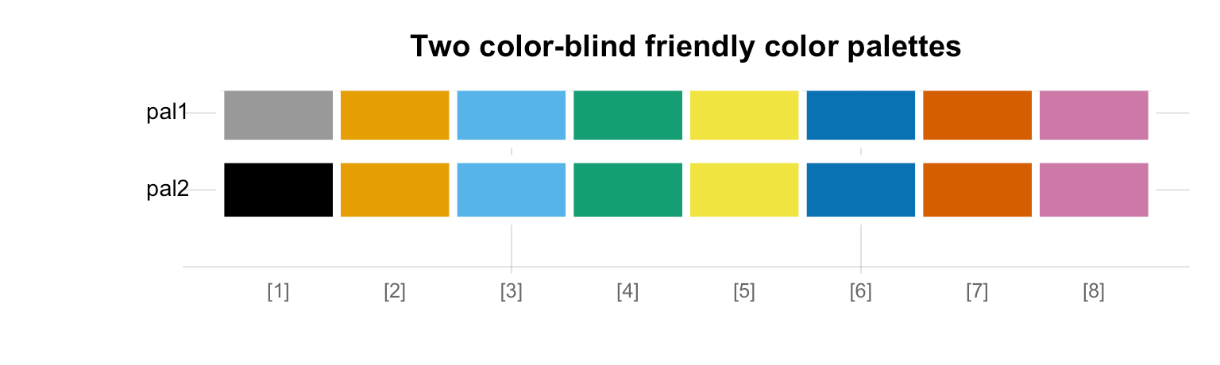 Two color-blind friendly color palettes
pal1
pal2
[1] [2] [3] [4] [5] [6] [7] [8]